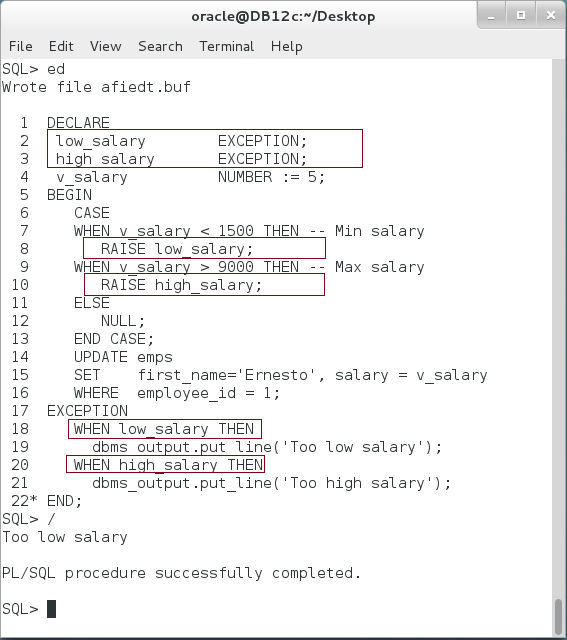 oracle@DB12c:~/Desktop
File Edit View Search Terminal Help
SQL> ed
Wrote file afiedt.buf
1 DECLARE
2 low_salary EXCEPTION;
3 high_salary EXCEPTION;
4 v_salary NUMBER := 5;
5 BEGIN
6 CASE
7 WHEN v_salary < 1500 THEN -- Min salary
8 RAISE low_salary;
9 WHEN v_salary > 9000 THEN -- Max salary
10 RAISE high_salary;
11 ELSE
12 NULL;
13 END CASE;
14 UPDATE emps
15 SET first_name='Ernesto', salary = v_salary
16 WHERE employee_id = 1;
17 EXCEPTION
18 WHEN low_salary THEN
19 dbms_output.put_line('Too low salary');
20 WHEN high_salary THEN
21 dbms_output.put_line('Too high salary');
22* END;
SQL> /
Too low salary
PL/SQL procedure successfully completed.
SQL>